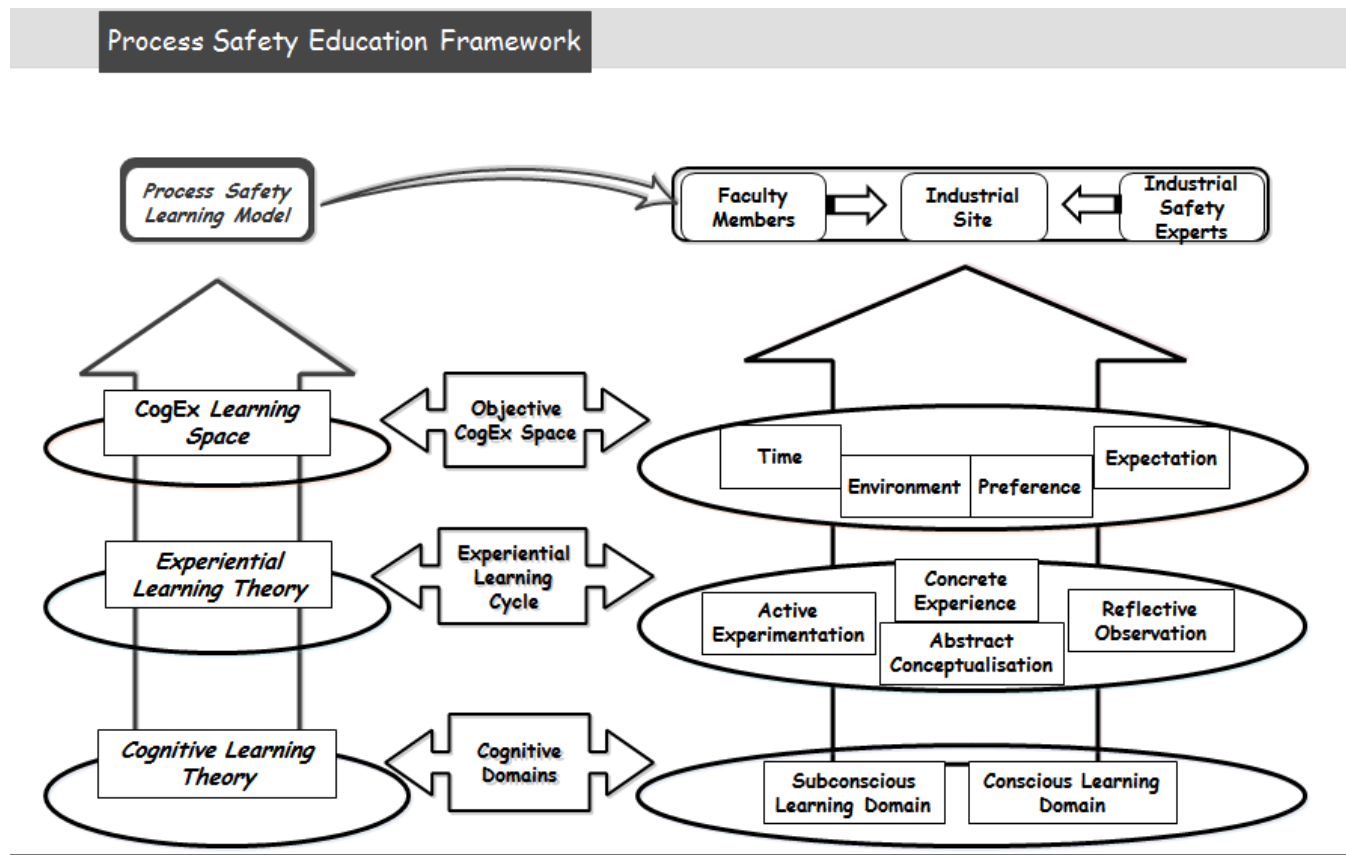 Process Safety Education Framework
Process Safety
Learning Model
Faculty
Members
Industrial
Site
Industrial
Safety
Experts
CogEx Learning
Space
Objective
CogEx Space
Time
Environment
Preference
Expectation
Experiential
Learning Theory
Experiential
Learning
Cycle
Active
Experimentation
Concrete
Experience
Abstract
Conceptualisation
Reflective
Observation
Cognitive Learning
Theory
Cognitive
Domains
Subconscious
Learning Domain
Conscious Learning
Domain